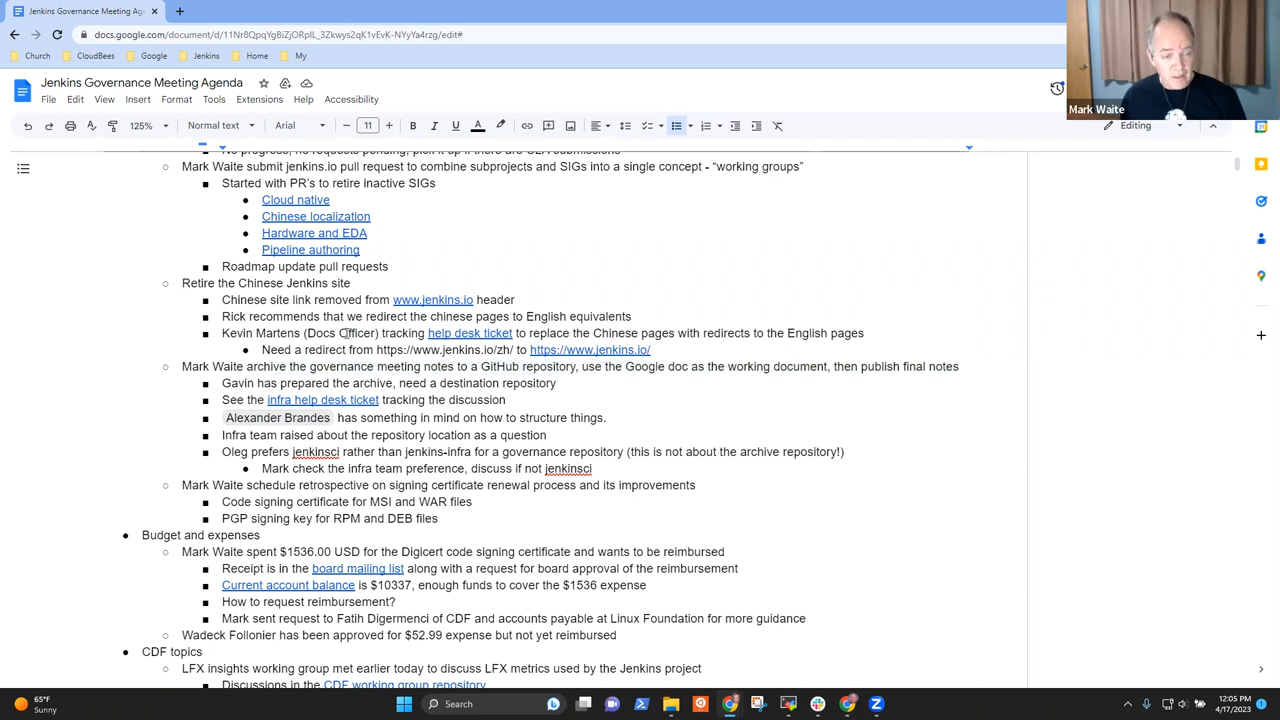 Jenkins Governance Meeting Age
docs.google.com/document/d/11Nr8QpqYgBiZjORpIL_3Zkwys2qK1vEvK-NYyYa4rzg/edit#
Church
CloudBees
Google
Jenkins
Home
My
Jenkins Governance Meeting Agenda
File Edit View Insert Format Tools Extensions Help Accessibility
125% Normal text Arial 11 Editing
Mark Waite
Mark Waite submit jenkins.io pull request to combine subprojects and SIGs into a single concept - “working groups”
Started with PR's to retire inactive SIGs
Cloud native
Chinese localization
Hardware and EDA
Pipeline authoring
Roadmap update pull requests
Retire the Chinese Jenkins site
Chinese site link removed from www.jenkins.io header
Rick recommends that we redirect the chinese pages to English equivalents
Kevin Martens (Docs Officer) tracking help desk ticket to replace the Chinese pages with redirects to the English pages
Need a redirect from https://www.jenkins.io/zh/ to https://www.jenkins.io/
Mark Waite archive the governance meeting notes to a GitHub repository, use the Google doc as the working document, then publish final notes
Gavin has prepared the archive, need a destination repository
See the infra help desk ticket tracking the discussion
Alexander Brandes has something in mind on how to structure things.
Infra team raised about the repository location as a question
Oleg prefers jenkinsci rather than jenkins-infra for a governance repository (this is not about the archive repository!)
Mark check the infra team preference, discuss if not jenkinsci
Mark Waite schedule retrospective on signing certificate renewal process and its improvements
Code signing certificate for MSI and WAR files
PGP signing key for RPM and DEB files
Budget and expenses
Mark Waite spent $1536.00 USD for the Digicert code signing certificate and wants to be reimbursed
Receipt is in the board mailing list along with a request for board approval of the reimbursement
Current account balance is $10337, enough funds to cover the $1536 expense
How to request reimbursement?
Mark sent request to Fatih Digermenci of CDF and accounts payable at Linux Foundation for more guidance
Wadeck Follonier has been approved for $52.99 expense but not yet reimbursed
CDF topics
LFX insights working group met earlier today to discuss LFX metrics used by the Jenkins project
Discussions in the CDF working group repository
65°F
Sunny
Search
12:05 PM
4/17/2023